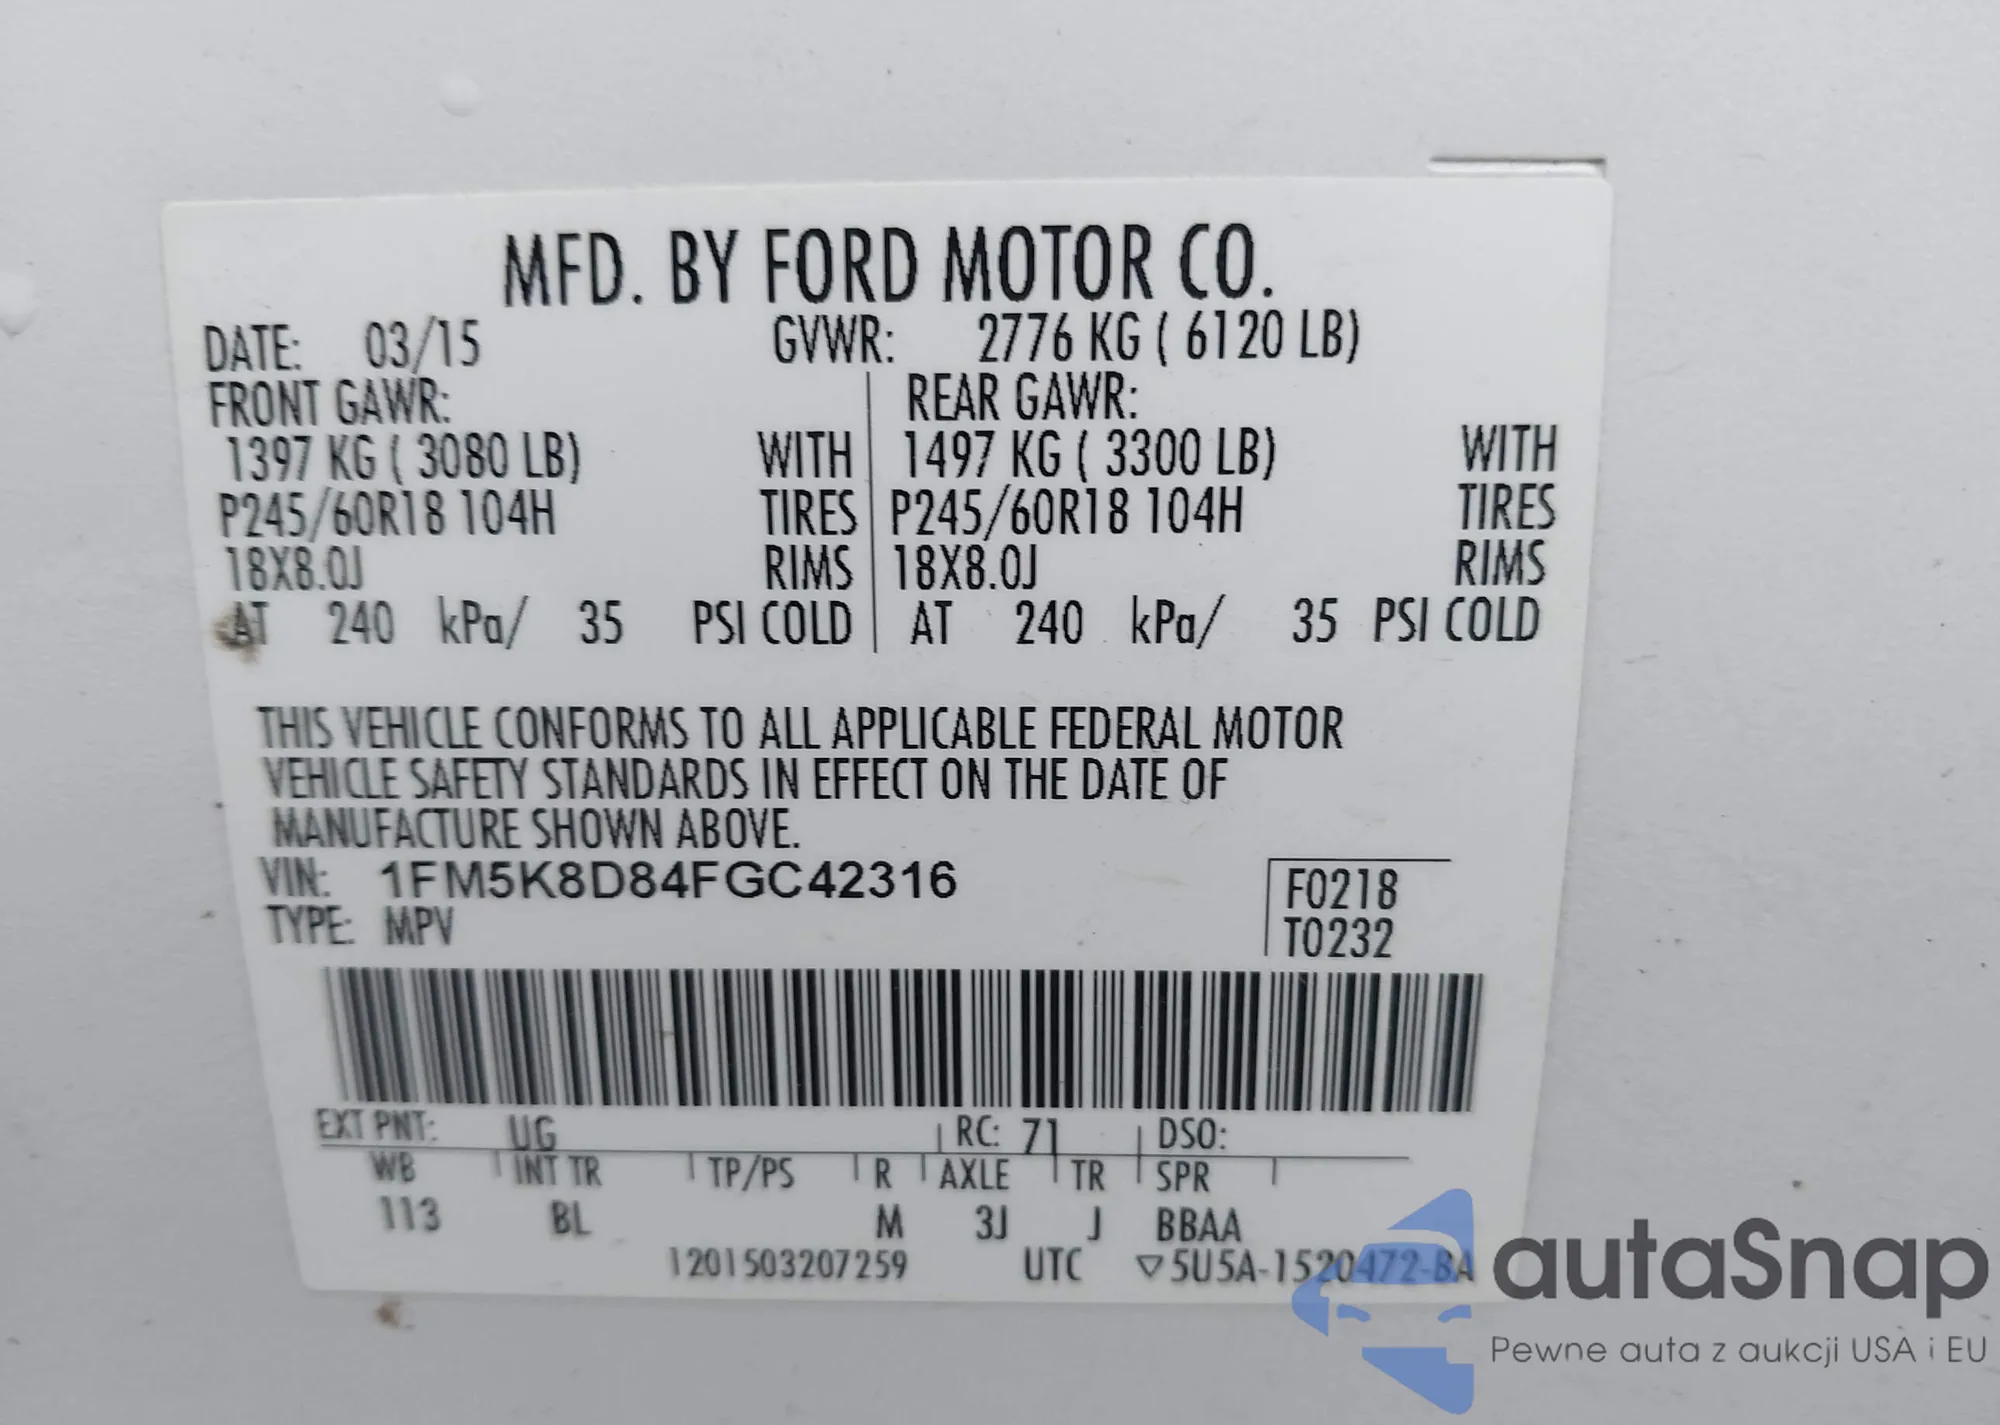 MFD. BY FORD MOTOR CO.
DATE: 03/15 GVWR: 2776 KG ( 6120 LB)
FRONT GAWR: REAR GAWR:
1397 KG ( 3080 LB) WITH 1497 KG ( 3300 LB) WITH
P245/60R18 104H TIRES P245/60R18 104H TIRES
18X8.0J RIMS 18X8.0J RIMS
AT 240 kPa/ 35 PSI COLD AT 240 kPa/ 35 PSI COLD
THIS VEHICLE CONFORMS TO ALL APPLICABLE FEDERAL MOTOR
VEHICLE SAFETY STANDARDS IN EFFECT ON THE DATE OF
MANUFACTURE SHOWN ABOVE.
VIN: 1FM5K8D84FGC42316 F0218
TYPE: MPV T0232
EXT PNT: UG RC: 71 DSO:
WB INT TR TP/PS R AXLE TR SPR
113 BL M 3J J BBAA
1201503207259 UTC ▽5U5A-1520472-BA
autaSnap
Pewne auta z aukcji USA i EU